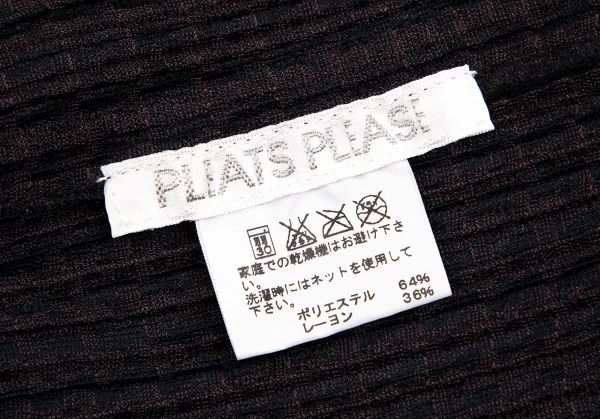 PLEATS PLEASE
30
家庭での乾燥機はお避け下さ
い。
洗濯時にはネットを使用して
下さい。
ポリエステル 64%
レーヨン 36%